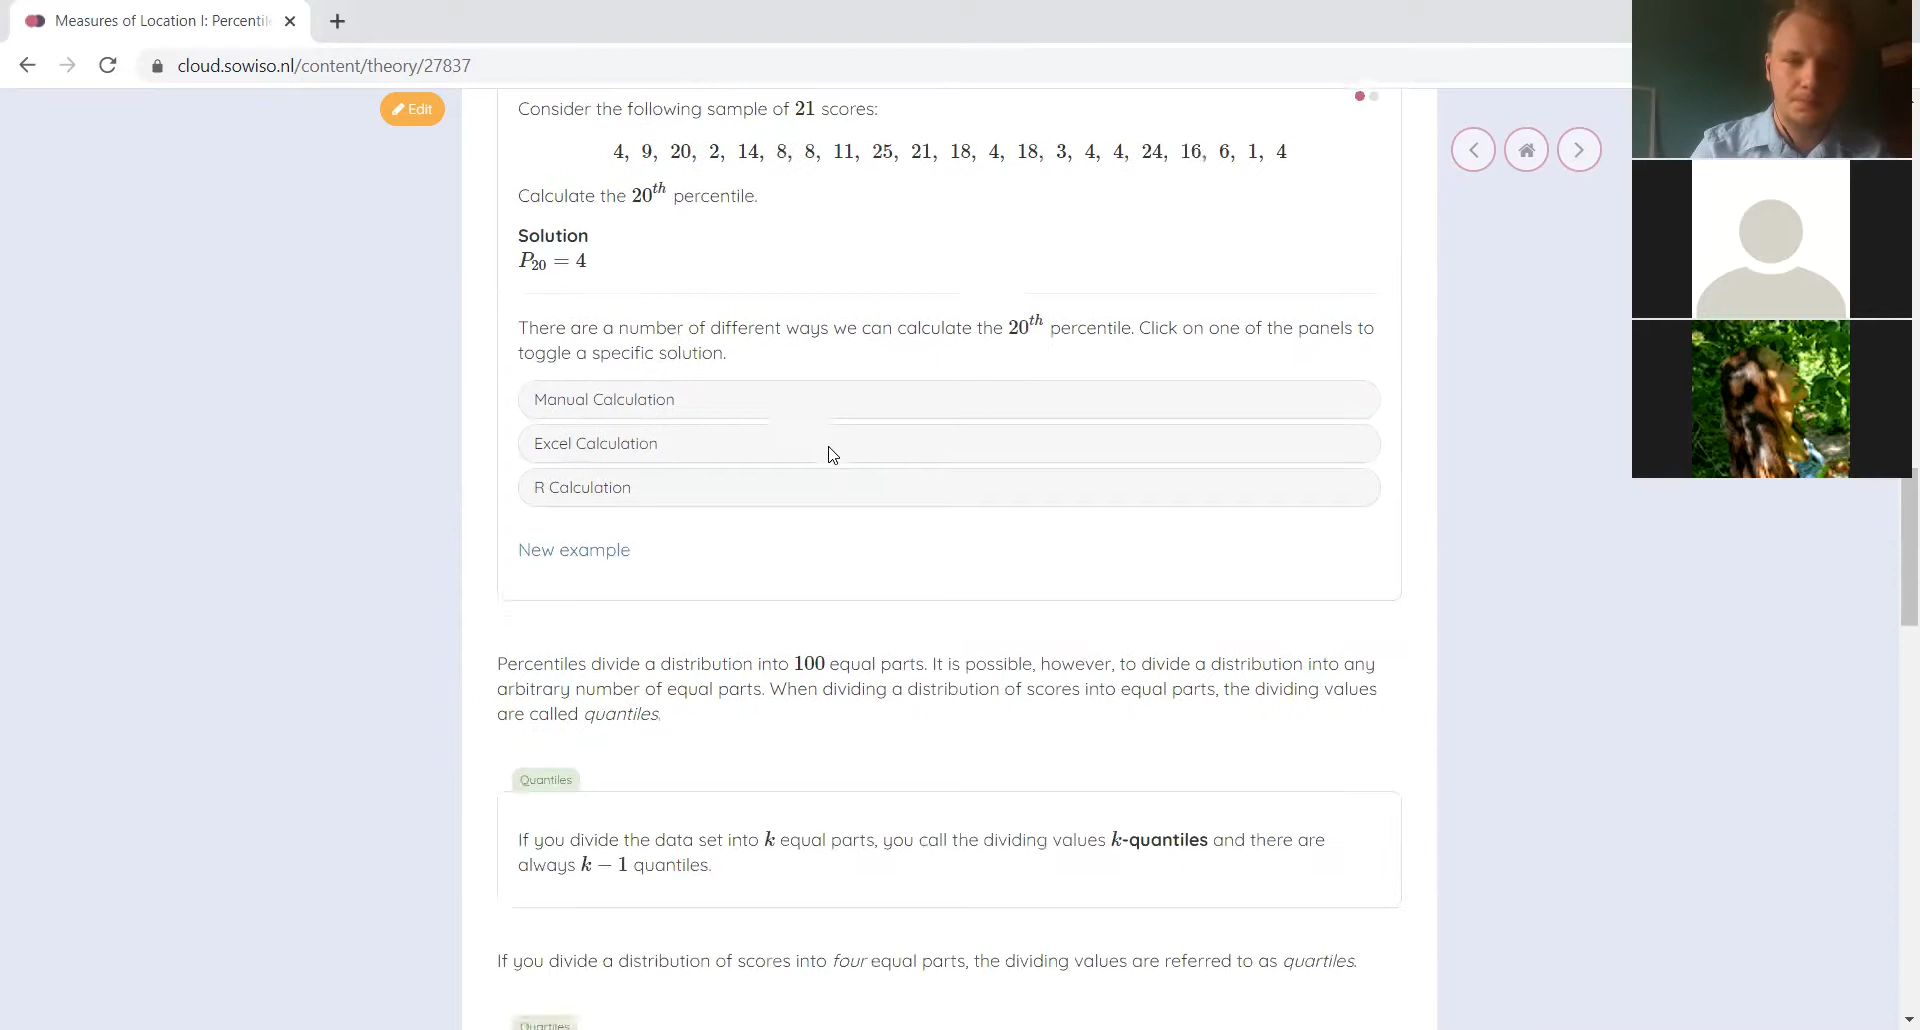 Measures of Location I: Percentil
cloud.sowiso.nl/content/theory/27837
Edit
Consider the following sample of 21 scores:
4, 9, 20, 2, 14, 8, 8, 11, 25, 21, 18, 4, 18, 3, 4, 4, 24, 16, 6, 1, 4
Calculate the 20th percentile.
Solution
P20 = 4
There are a number of different ways we can calculate the 20th percentile. Click on one of the panels to
toggle a specific solution.
Manual Calculation
Excel Calculation
R Calculation
New example
Percentiles divide a distribution into 100 equal parts. It is possible, however, to divide a distribution into any
arbitrary number of equal parts. When dividing a distribution of scores into equal parts, the dividing values
are called quantiles.
Quantiles
If you divide the data set into k equal parts, you call the dividing values k-quantiles and there are
always k − 1 quantiles.
If you divide a distribution of scores into four equal parts, the dividing values are referred to as quartiles.
Quartiles